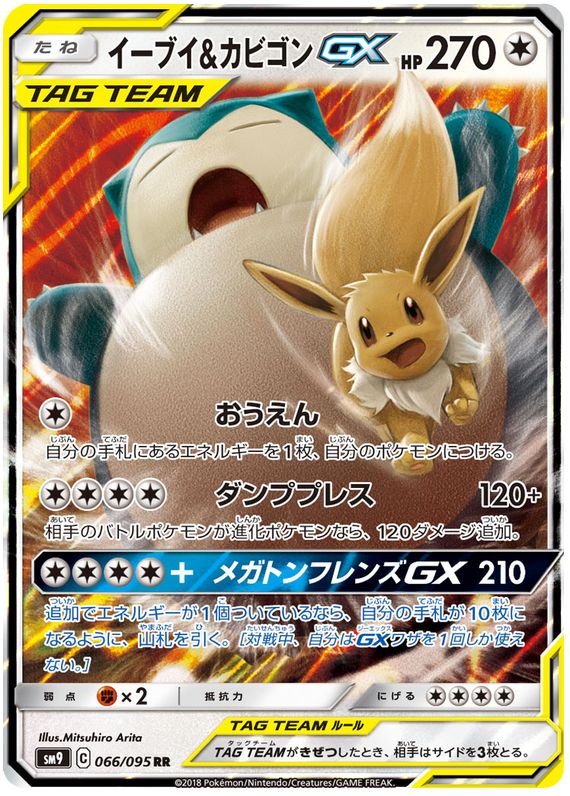 たね イーブイ&カビゴンGX HP270
TAG TEAM
おうえん
自分の手札にあるエネルギーを1枚、自分のポケモンにつける。
ダンププレス 120+
相手のバトルポケモンが進化ポケモンなら、120ダメージ追加。
+ メガトンフレンズGX 210
追加でエネルギーが1個ついているなら、自分の手札が10枚に
なるように、山札を引く。[対戦中、自分はGXワザを1回しか使え
ない。]
弱点 ×2 抵抗力 にげる
Illus.Mitsuhiro Arita
TAG TEAM ルール
SM9 C 066/095 RR
TAG TEAMがきぜつしたとき、相手はサイドを3枚とる。
©2018 Pokémon/Nintendo/Creatures/GAME FREAK.